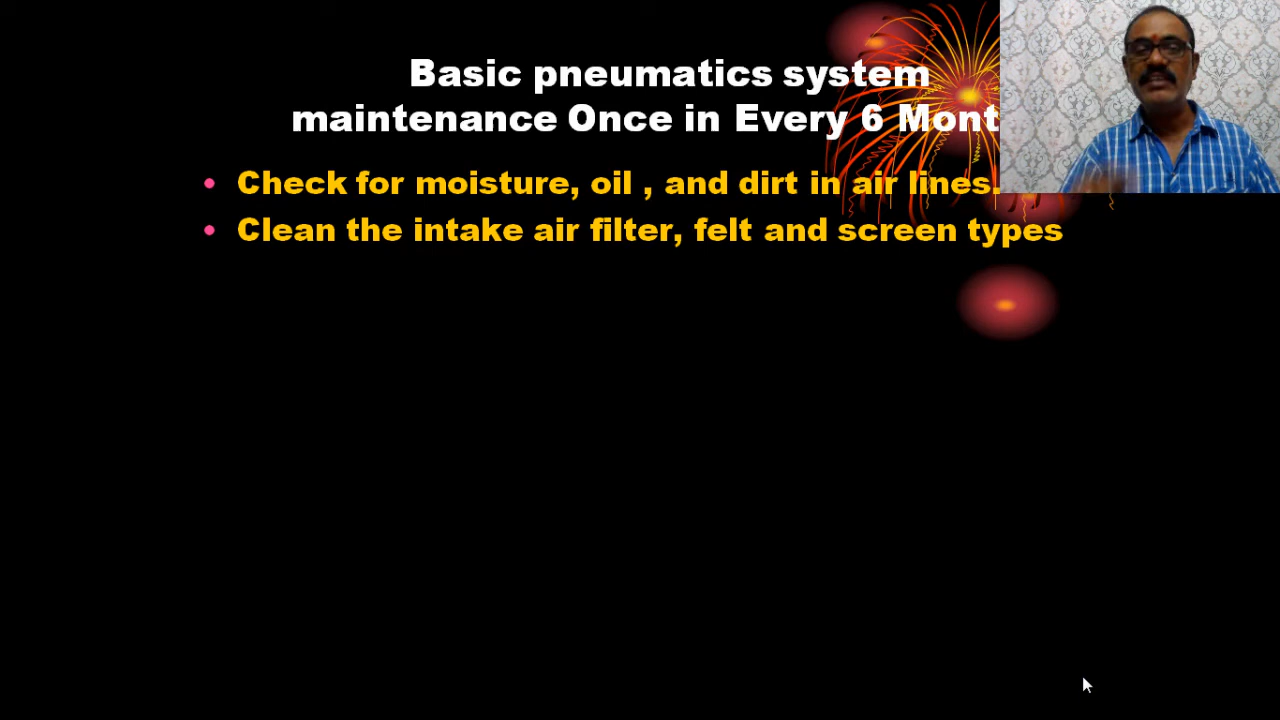 Basic pneumatics system
maintenance Once in Every 6 Mont
• Check for moisture, oil , and dirt in air lines.
• Clean the intake air filter, felt and screen types